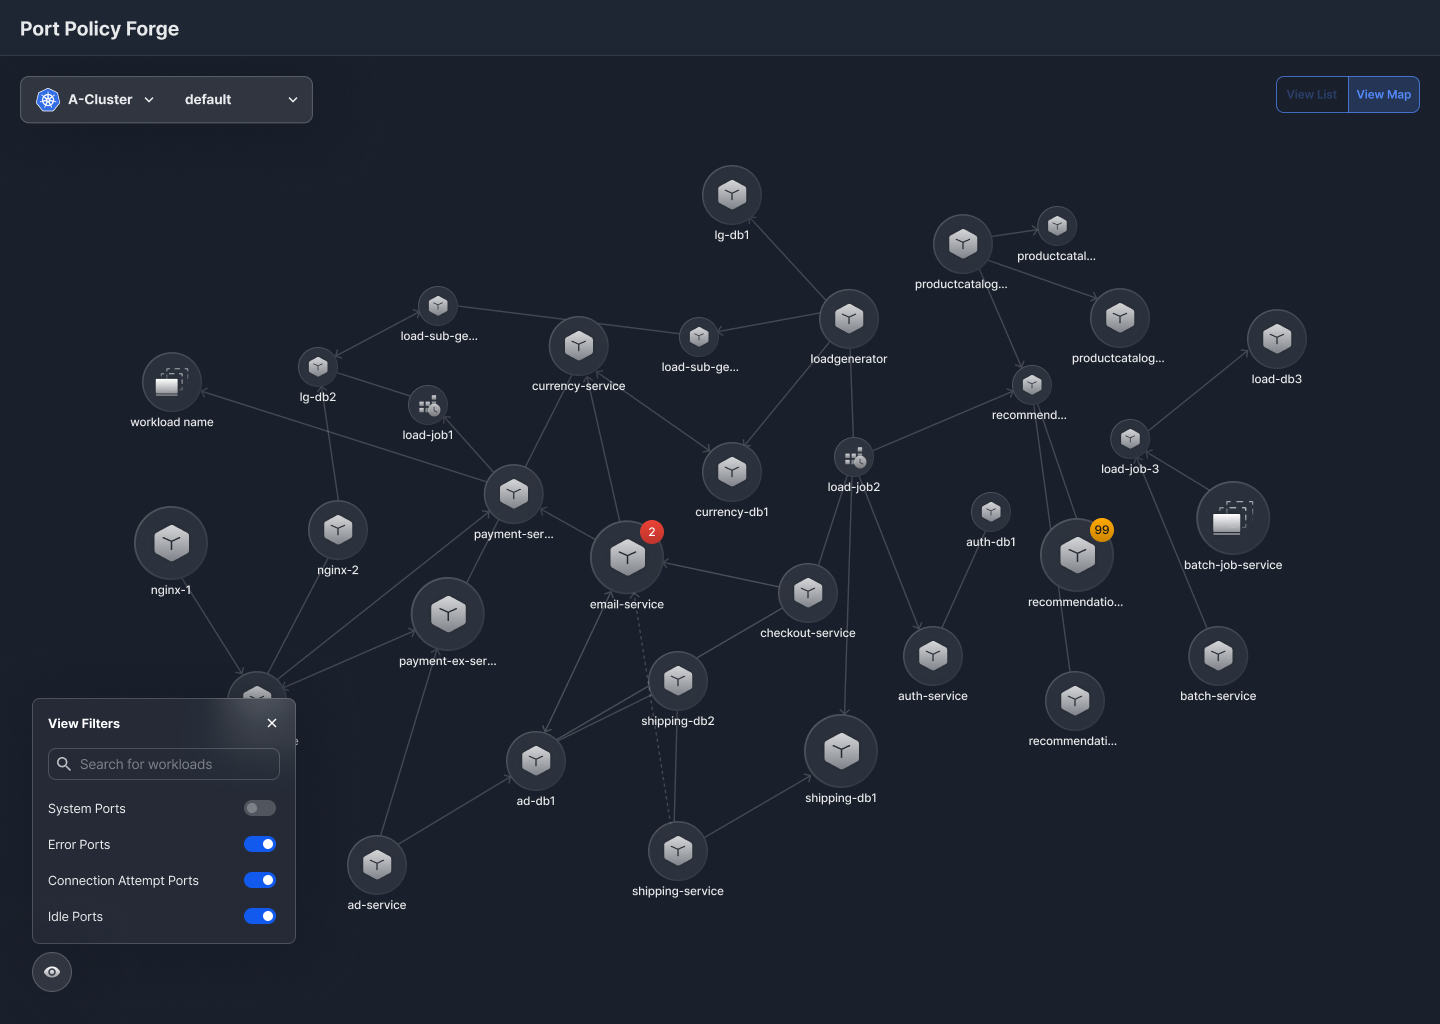 Port Policy Forge
A-Cluster
default
View List
View Map
lg-db1
productcatal...
productcatalog...
load-sub-ge...
load-sub-ge...
loadgenerator
productcatalog...
load-db3
currency-service
lg-db2
workload name
recommend...
load-job1
load-job-3
load-job2
currency-db1
payment-ser...
2
99
auth-db1
batch-job-service
nginx-2
nginx-1
email-service
recommendatio...
checkout-service
payment-ex-ser...
auth-service
batch-service
shipping-db2
recommendati...
View Filters
e
Search for workloads
System Ports
Error Ports
Connection Attempt Ports
Idle Ports
ad-db1
shipping-db1
shipping-service
ad-service